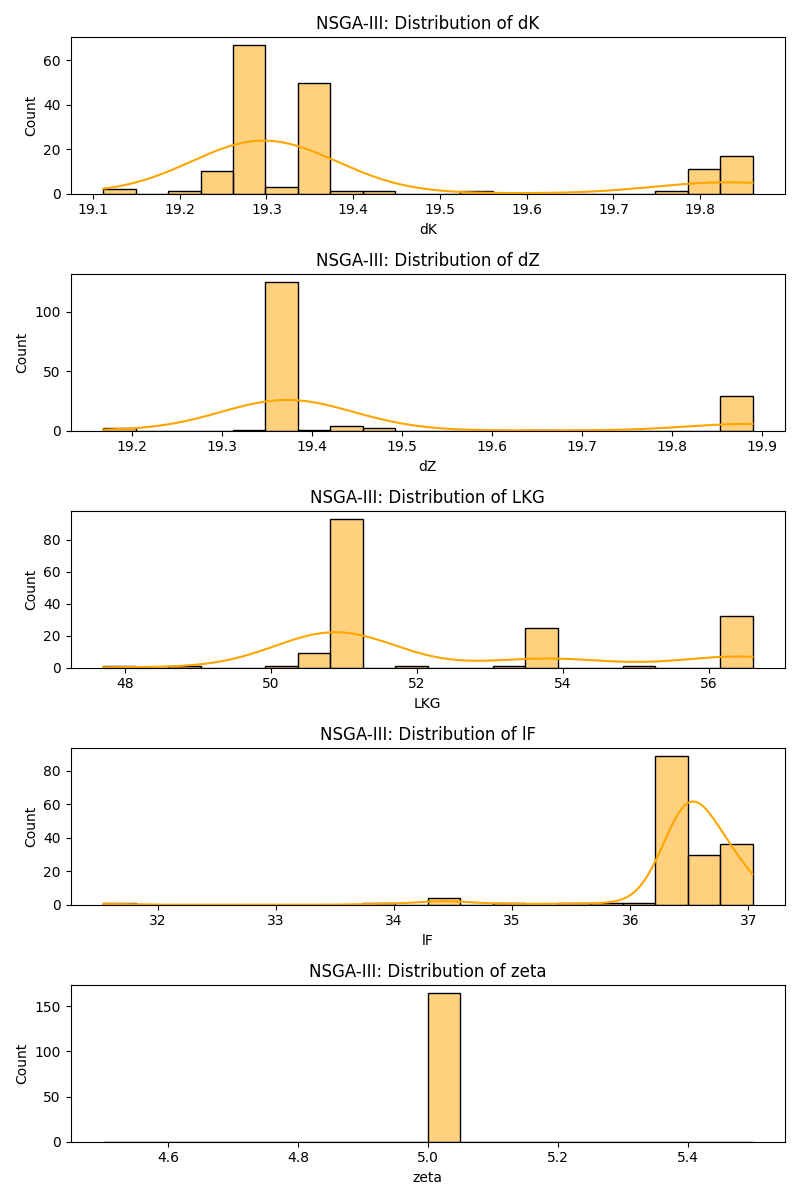 NSGA-III: Distribution of dK
60
40
20
0
Count
19.1 19.2 19.3 19.4 19.5 19.6 19.7 19.8
dK
NSGA-III: Distribution of dZ
100
50
0
Count
19.2 19.3 19.4 19.5 19.6 19.7 19.8 19.9
dZ
NSGA-III: Distribution of LKG
80
60
40
20
0
Count
48 50 52 54 56
LKG
NSGA-III: Distribution of lF
80
60
40
20
0
Count
32 33 34 35 36 37
lF
NSGA-III: Distribution of zeta
150
100
50
0
Count
4.6 4.8 5.0 5.2 5.4
zeta